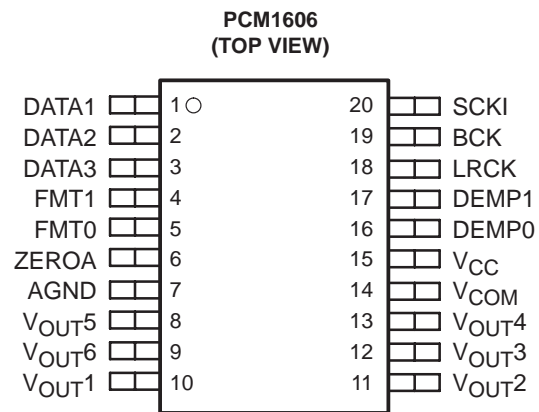 PCM1606
(TOP VIEW)
DATA1 1 20 SCKI
DATA2 2 19 BCK
DATA3 3 18 LRCK
FMT1 4 17 DEMP1
FMT0 5 16 DEMP0
ZEROA 6 15 VCC
AGND 7 14 VCOM
VOUT5 8 13 VOUT4
VOUT6 9 12 VOUT3
VOUT1 10 11 VOUT2